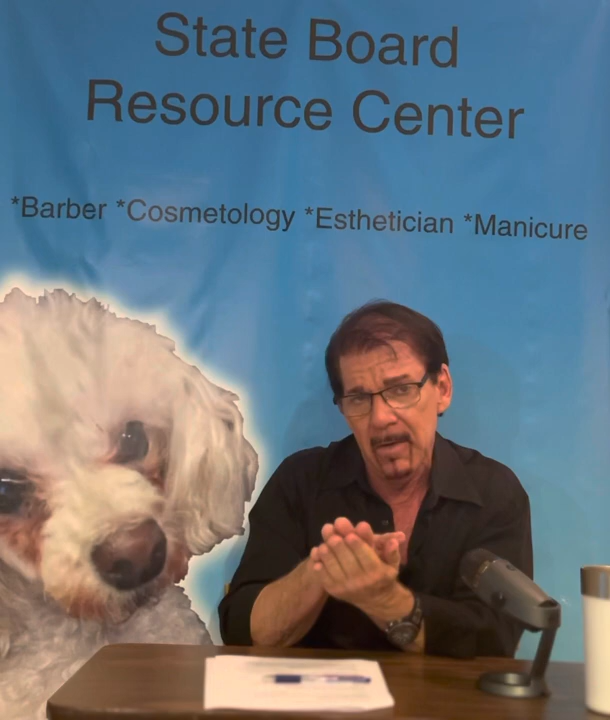 State Board
Resource Center
*Barber *Cosmetology *Esthetician *Manicure